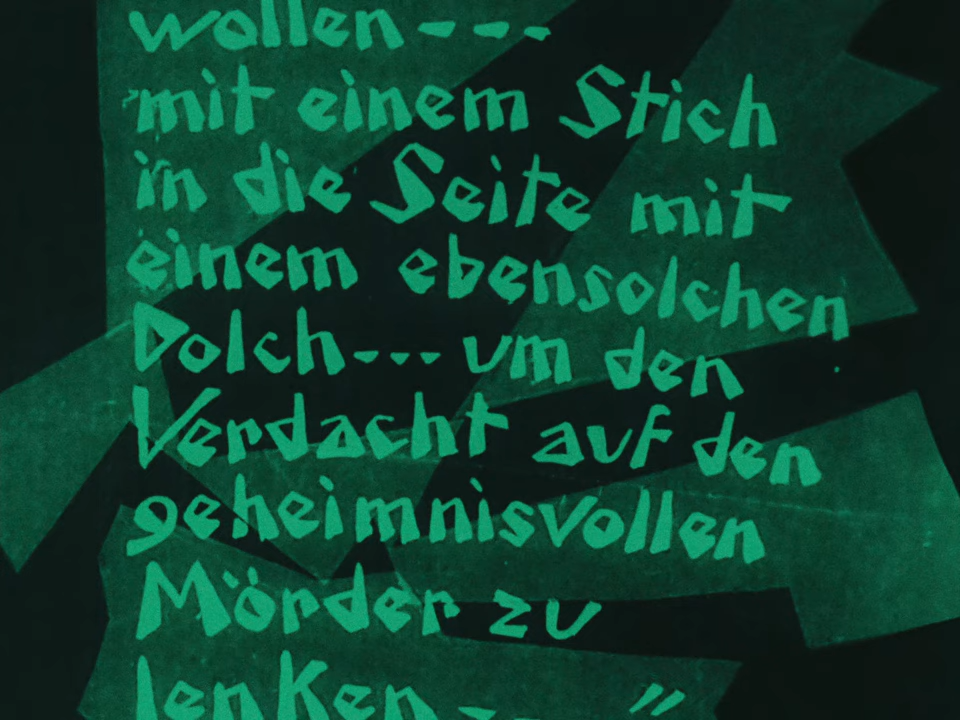 wollen---
mit einem Stich
in die Seite mit
einem ebensolchen
Dolch---um den
Verdacht auf den
geheimnisvollen
Mörder zu
lenken--- "